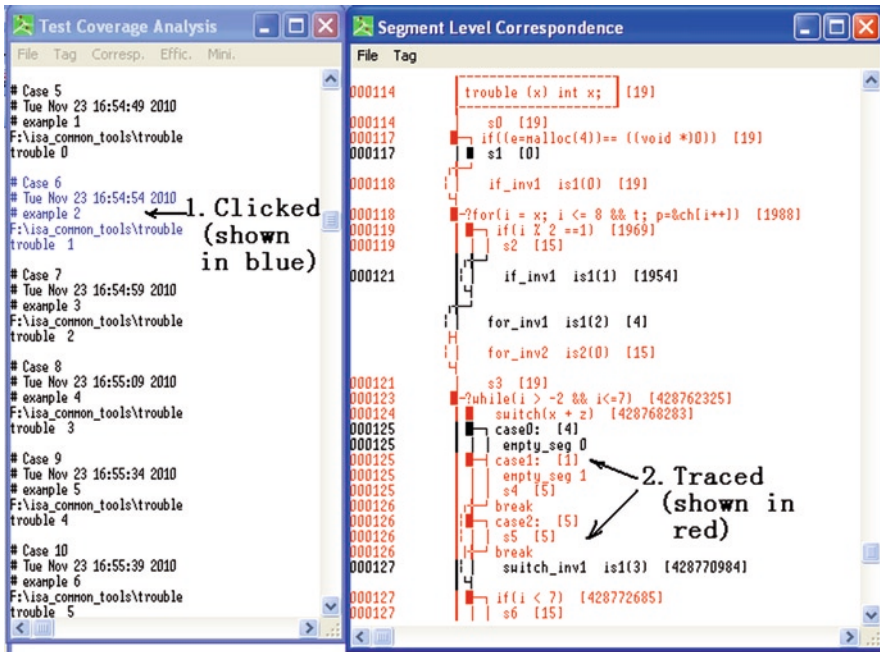 Test Coverage Analysis
File Tag Corresp. Effic. Mini.
# Case 5
# Tue Nov 23 16:54:49 2010
# example 1
F:\isa_common_tools\trouble
trouble 0
# Case 6
# Tue Nov 23 16:54:54 2010
# example 2
F:\isa_common_tools\trouble
trouble 1
# Case 7
# Tue Nov 23 16:54:59 2010
# example 3
F:\isa_common_tools\trouble
trouble 2
# Case 8
# Tue Nov 23 16:55:09 2010
# example 4
F:\isa_common_tools\trouble
trouble 3
# Case 9
# Tue Nov 23 16:55:34 2010
# example 5
F:\isa_common_tools\trouble
trouble 4
# Case 10
# Tue Nov 23 16:55:39 2010
# example 6
F:\isa_common_tools\trouble
trouble 5
1. Clicked
(shown
in blue)
Segment Level Correspondence
File Tag
000114 trouble (x) int x; [19]
000114 s0 [19]
000117 if((e=malloc(4))== ((void *)0)) [19]
000117 s1 [0]
000118 if_inv1 is1(0) [19]
000118 ?for(i = x; i <= 8 && t; p=&ch[i++]) [1988]
000119 if(i % 2 ==1) [1969]
000119 s2 [15]
000121 if_inv1 is1(1) [1954]
for_inv1 is1(2) [4]
for_inv2 is2(0) [15]
000121 s3 [19]
000123 ?while(i > -2 && i<=7) [428762325]
000124 switch(x + z) [428768283]
000125 case0: [4]
000125 empty_seg 0
000125 case1: [1]
000125 empty_seg 1
000125 s4 [5]
000126 break
000126 case2: [5]
000126 s5 [5]
000126 break
000127 switch_inv1 is1(3) [428770984]
000127 if(i < 7) [428772685]
000127 s6 [15]
2. Traced
(shown in
red)